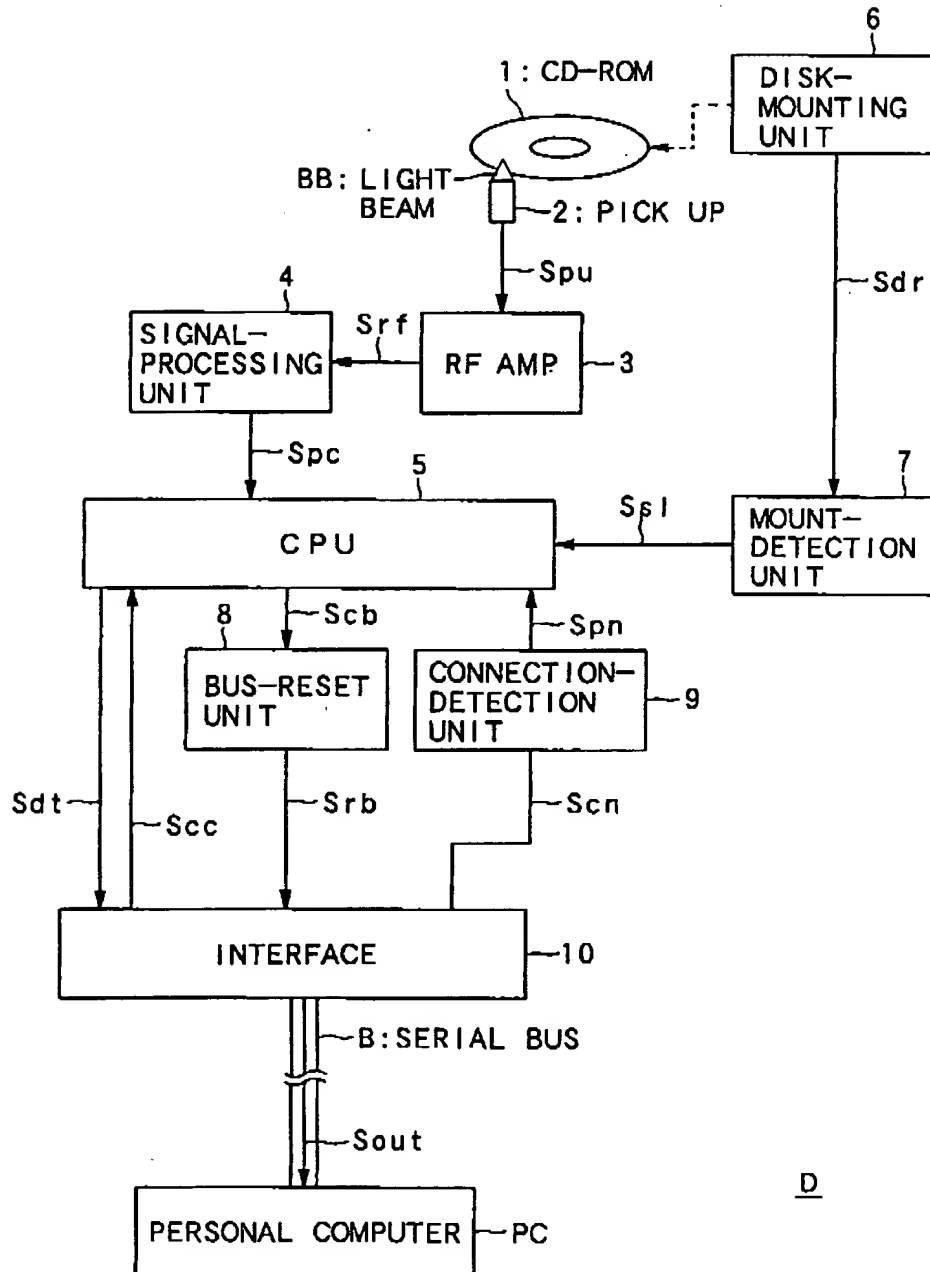 6
DISK-
MOUNTING
UNIT
1: CD-ROM
BB: LIGHT
BEAM
2: PICK UP
Spu
Sdr
4
SIGNAL-
PROCESSING
UNIT
Srf
RF AMP.
3
Spc
5
CPU
Ssl
7
MOUNT-
DETECTION
UNIT
8
Scb
BUS-RESET
UNIT
Spn
CONNECTION-
DETECTION
UNIT
9
Sdt
Scc
Srb
Scn
INTERFACE
10
B: SERIAL BUS
Sout
D
PERSONAL COMPUTER
PC